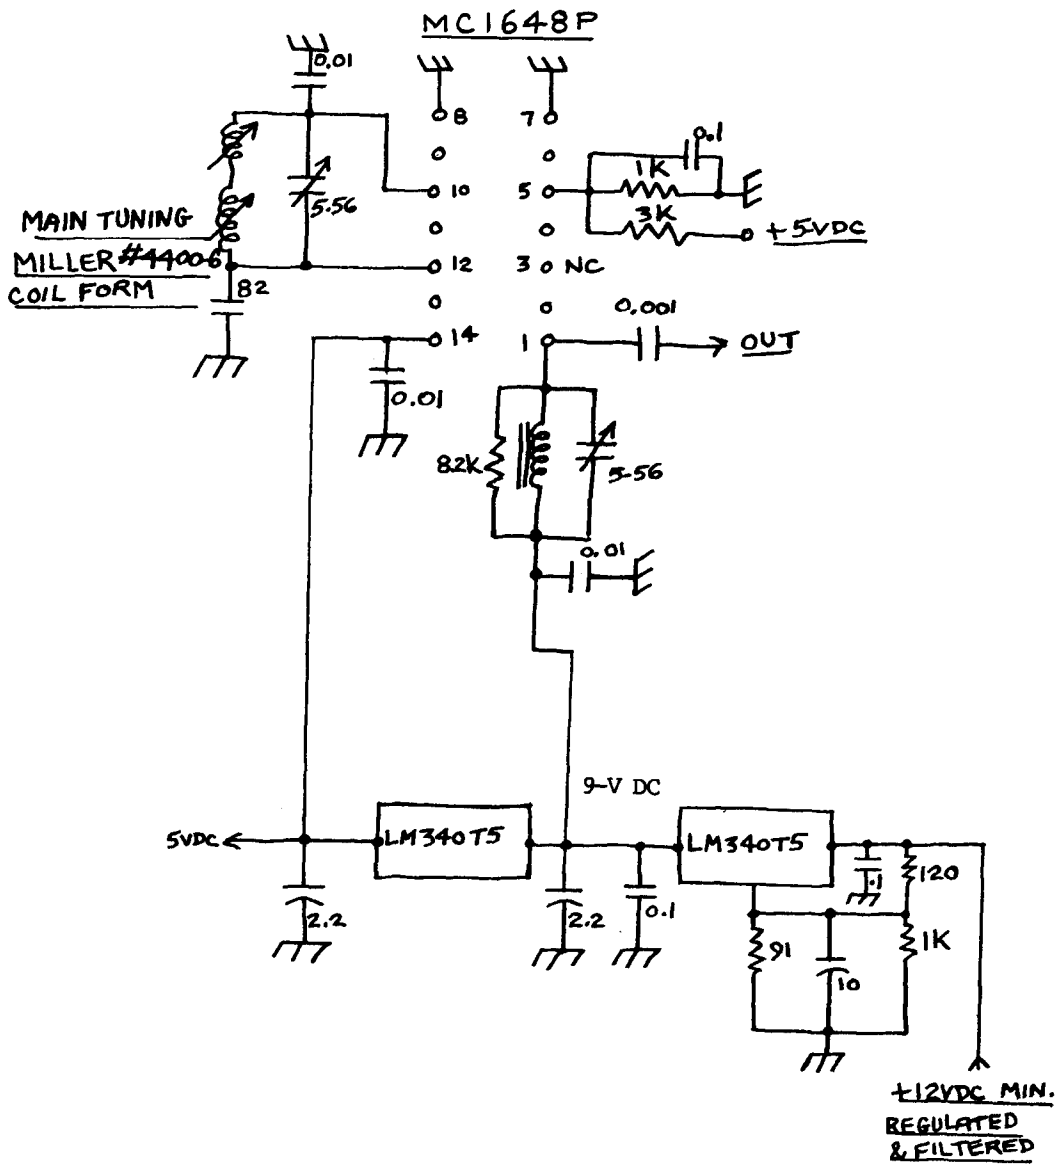 MC1648P
0.01
8
7
0.1
1K
10
5
5-56
3K
+5VDC
MAIN TUNING
MILLER #4400-6
COIL FORM
12
3
NC
82
0.001
14
1
OUT
0.01
82K
5-56
0.01
9-V DC
5VDC
LM340T5
LM340T5
.1
120
2.2
2.2
0.1
91
10
1K
+12VDC MIN.
REGULATED
& FILTERED